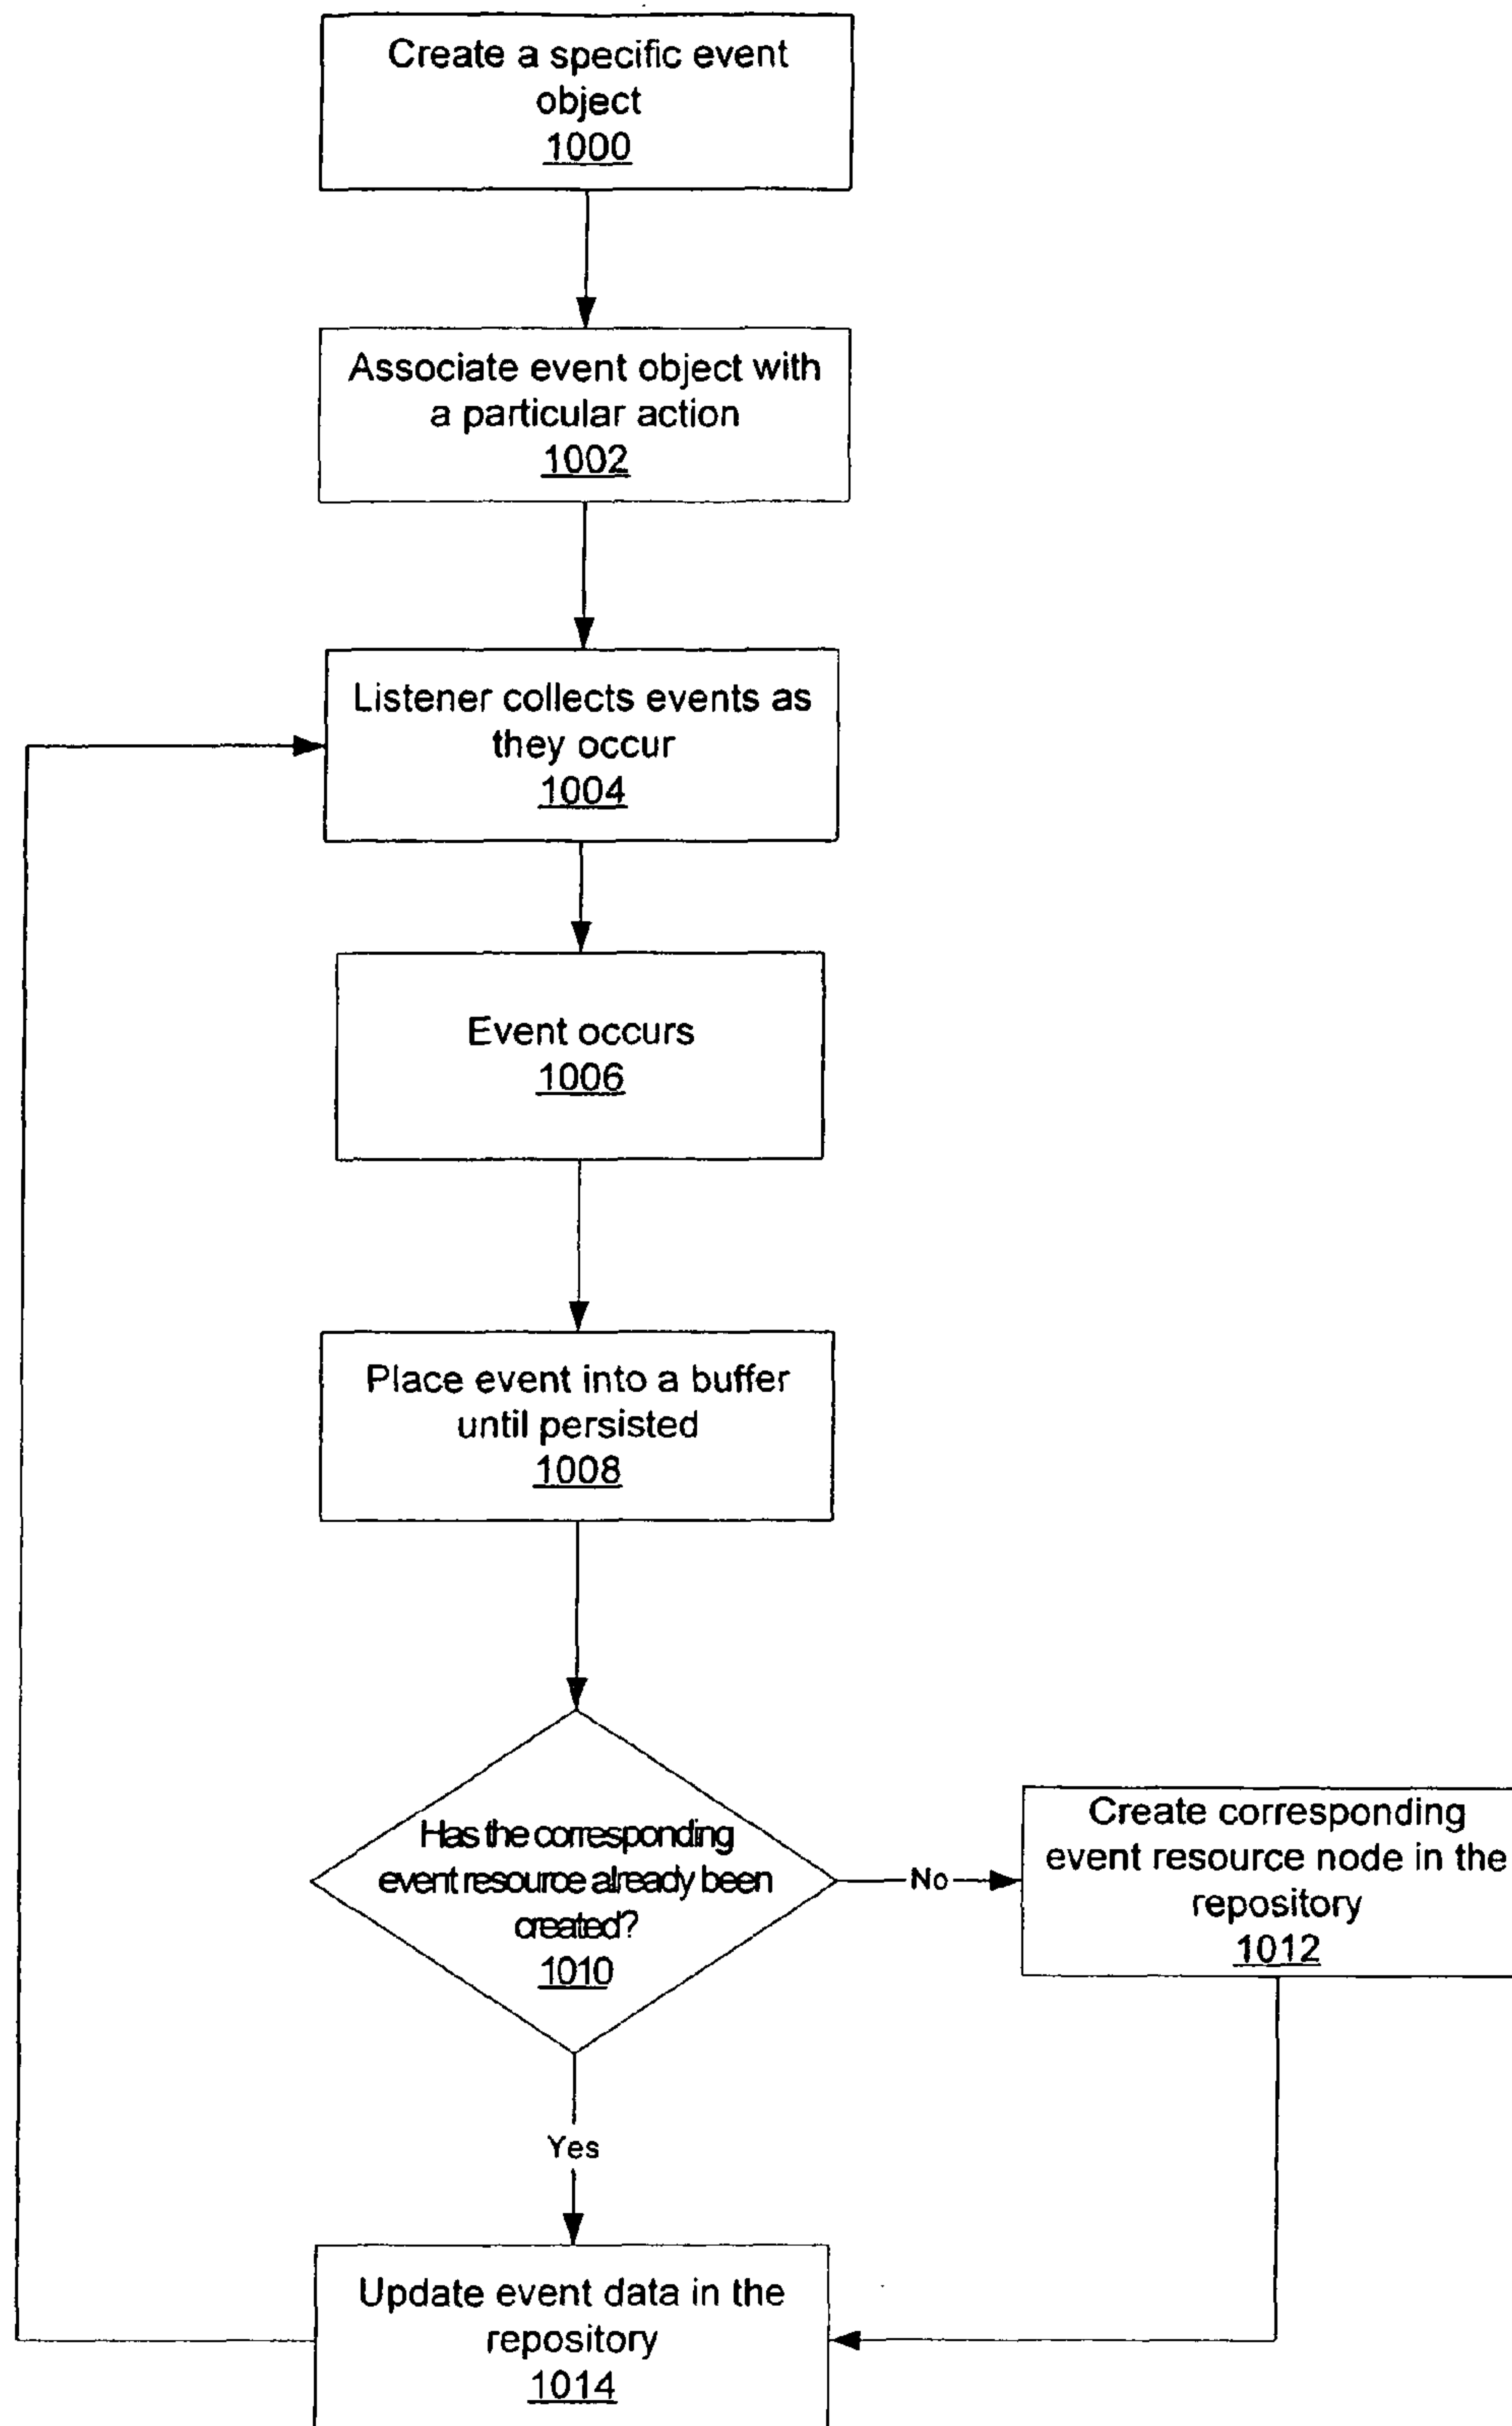 Create a specific event
object
1000
Associate event object with
a particular action
1002
Listener collects events as
they occur
1004
Event occurs
1006
Place event into a buffer
until persisted
1008
Has the corresponding
event resource already been
created?
1010
No
Create corresponding
event resource node in the
repository
1012
Yes
Update event data in the
repository
1014